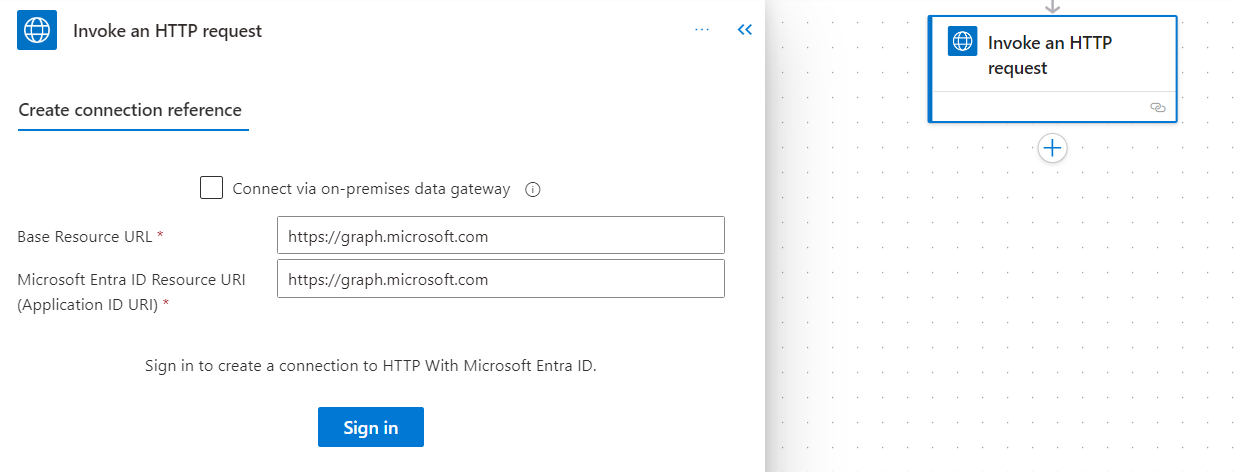 Invoke an HTTP request
Create connection reference
Connect via on-premises data gateway
Base Resource URL *
https://graph.microsoft.com
Microsoft Entra ID Resource URI
(Application ID URI) *
https://graph.microsoft.com
Sign in to create a connection to HTTP With Microsoft Entra ID.
Sign in
Invoke an HTTP
request